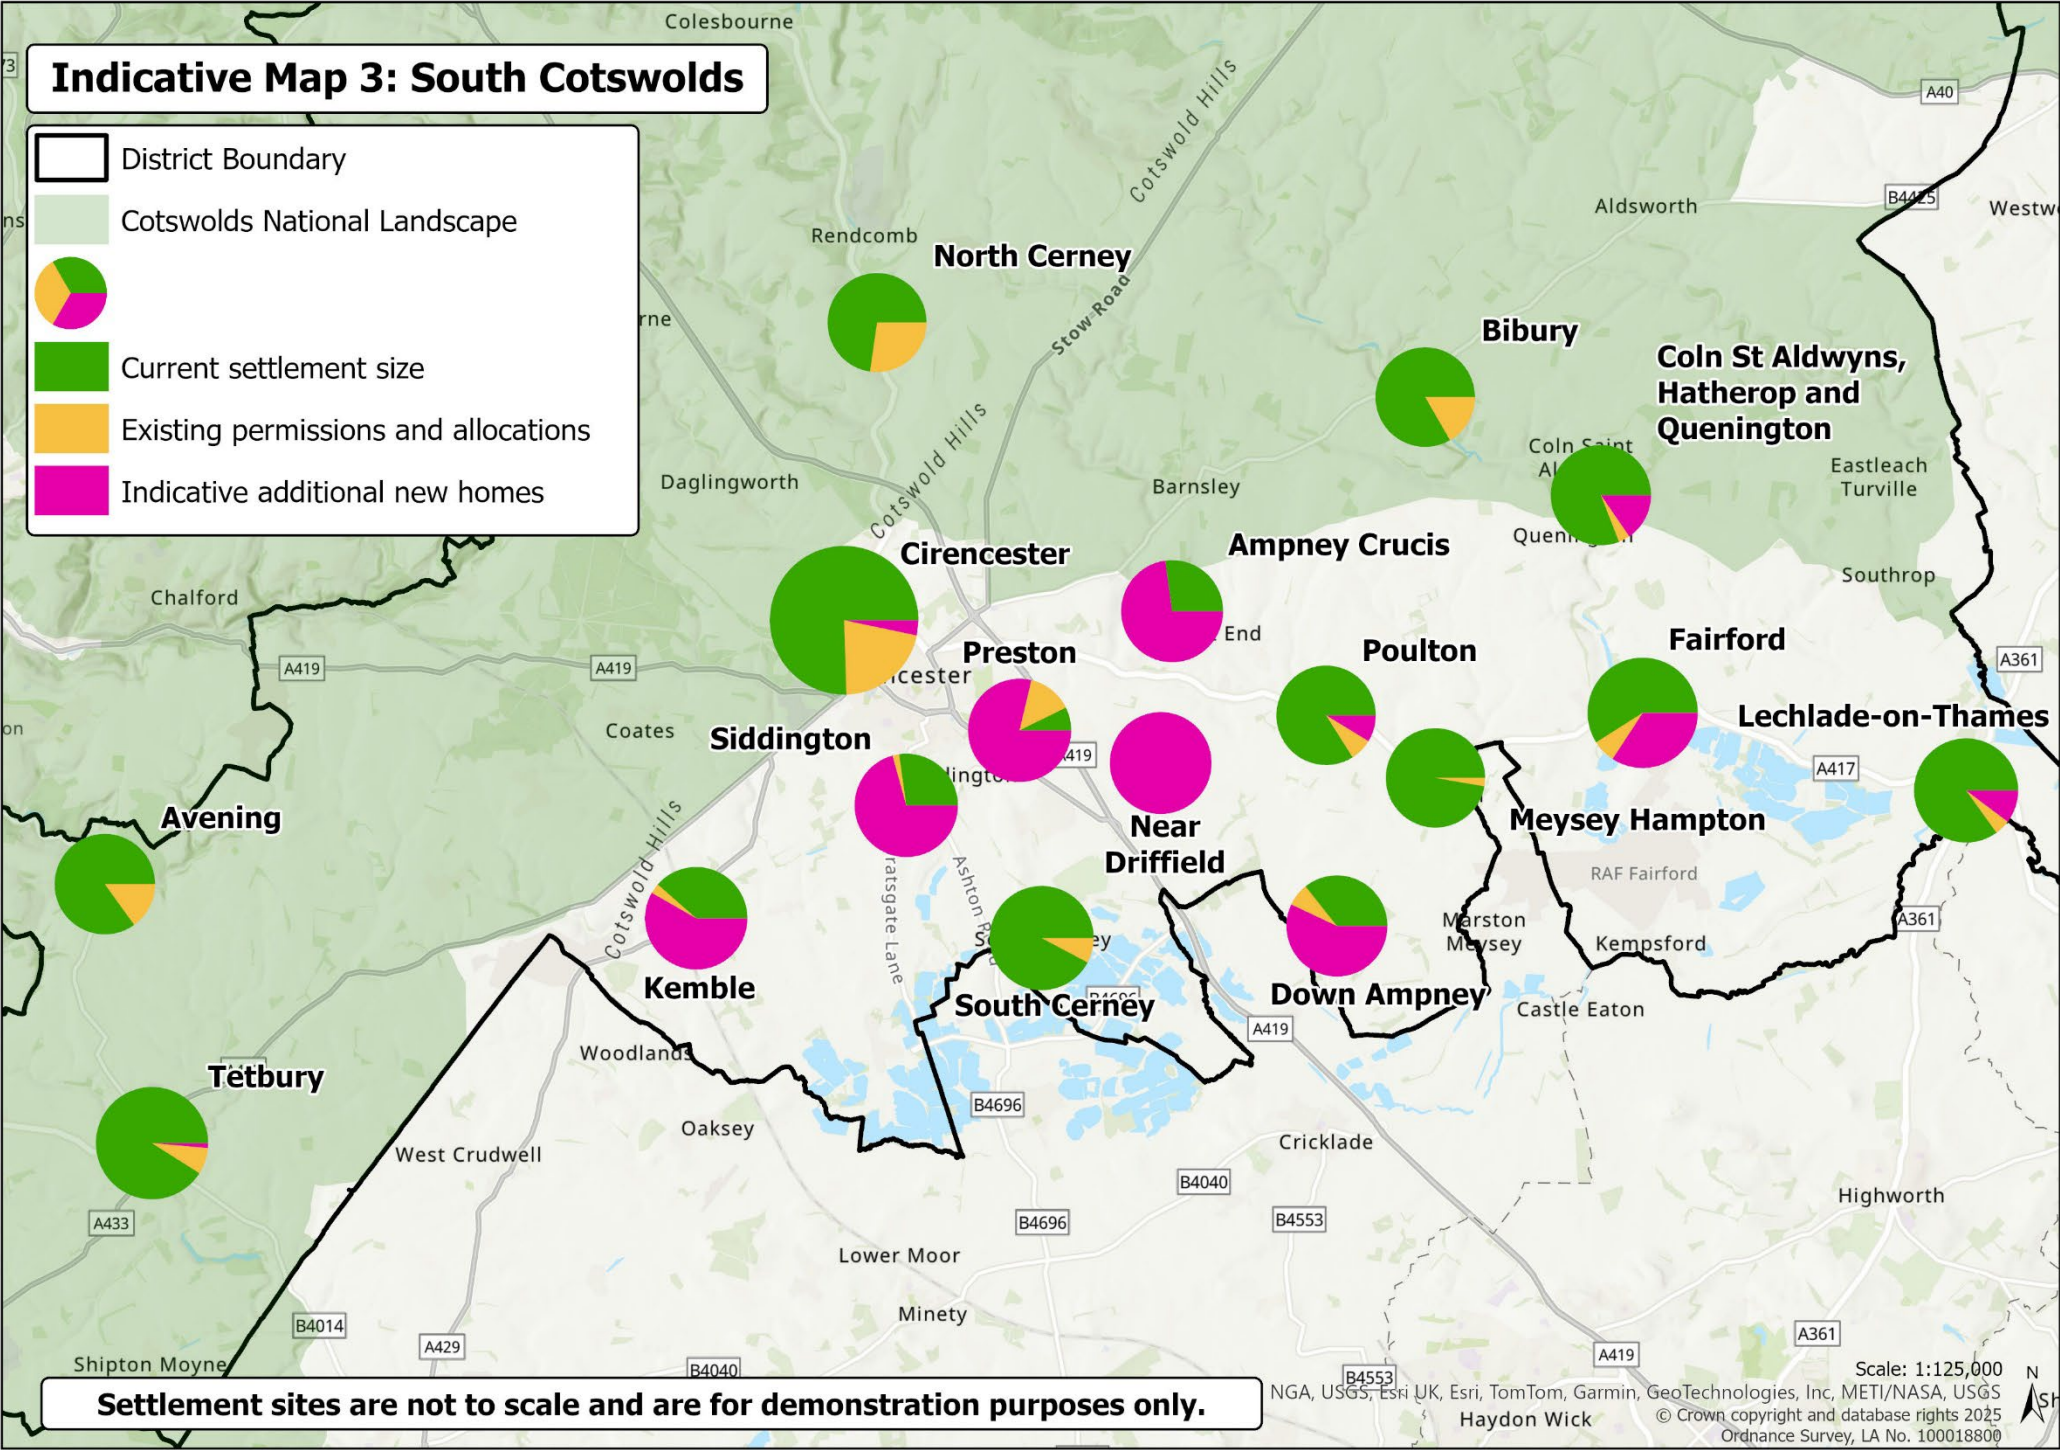 Colesbourne
Indicative Map 3: South Cotswolds
District Boundary
Cotswolds National Landscape
Current settlement size
Existing permissions and allocations
Indicative additional new homes
A40
Cotswold Hills
Aldsworth
B4425
Rendcomb
North Cerney
Stow Road
Bibury
Coln St Aldwyns,
Hatherop and
Quenington
Coln Saint
Eastleach
Turville
Daglingworth
Cotswold Hills
Barnsley
Cirencester
Ampney Crucis
Southrop
Chalford
End
A419
A419
Preston
Poulton
Fairford
A361
Coates
Siddington
Lechlade-on-Thames
A417
Avening
Near
Driffield
Meysey Hampton
RAF Fairford
Cotswold Hills
Ashton
Marston
Meysey
Kempsford
A361
Kemble
South Cerney
Down Ampney
Castle Eaton
A419
Woodlands
Tetbury
B4696
Oaksey
Cricklade
West Crudwell
B4040
Highworth
A433
B4696
B4553
Lower Moor
Minety
B4014
A429
A361
A419
Shipton Moyne
B4040
B4553
Scale: 1:125,000
N
Settlement sites are not to scale and are for demonstration purposes only.
NGA, USGS, Esri UK, Esri, TomTom, Garmin, GeoTechnologies, Inc, METI/NASA, USGS
Haydon Wick
© Crown copyright and database rights 2025
Ordnance Survey, LA No. 100018800